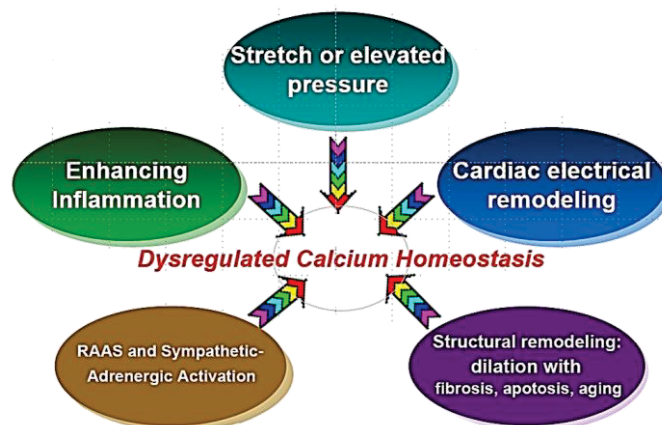 Stretch or elevated
pressure
Enhancing
Inflammation
Cardiac electrical
remodeling
Dysregulated Calcium Homeostasis
RAAS and Sympathetic-
Adrenergic Activation
Structural remodeling:
dilation with
fibrosis, apotosis, aging